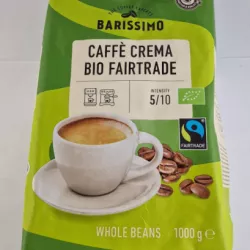 BARISSIMO
CAFFÈ CREMA
BIO FAIRTRADE
INTENSITY
5/10
FAIRTRADE
WHOLE BEANS
1000 g ℮